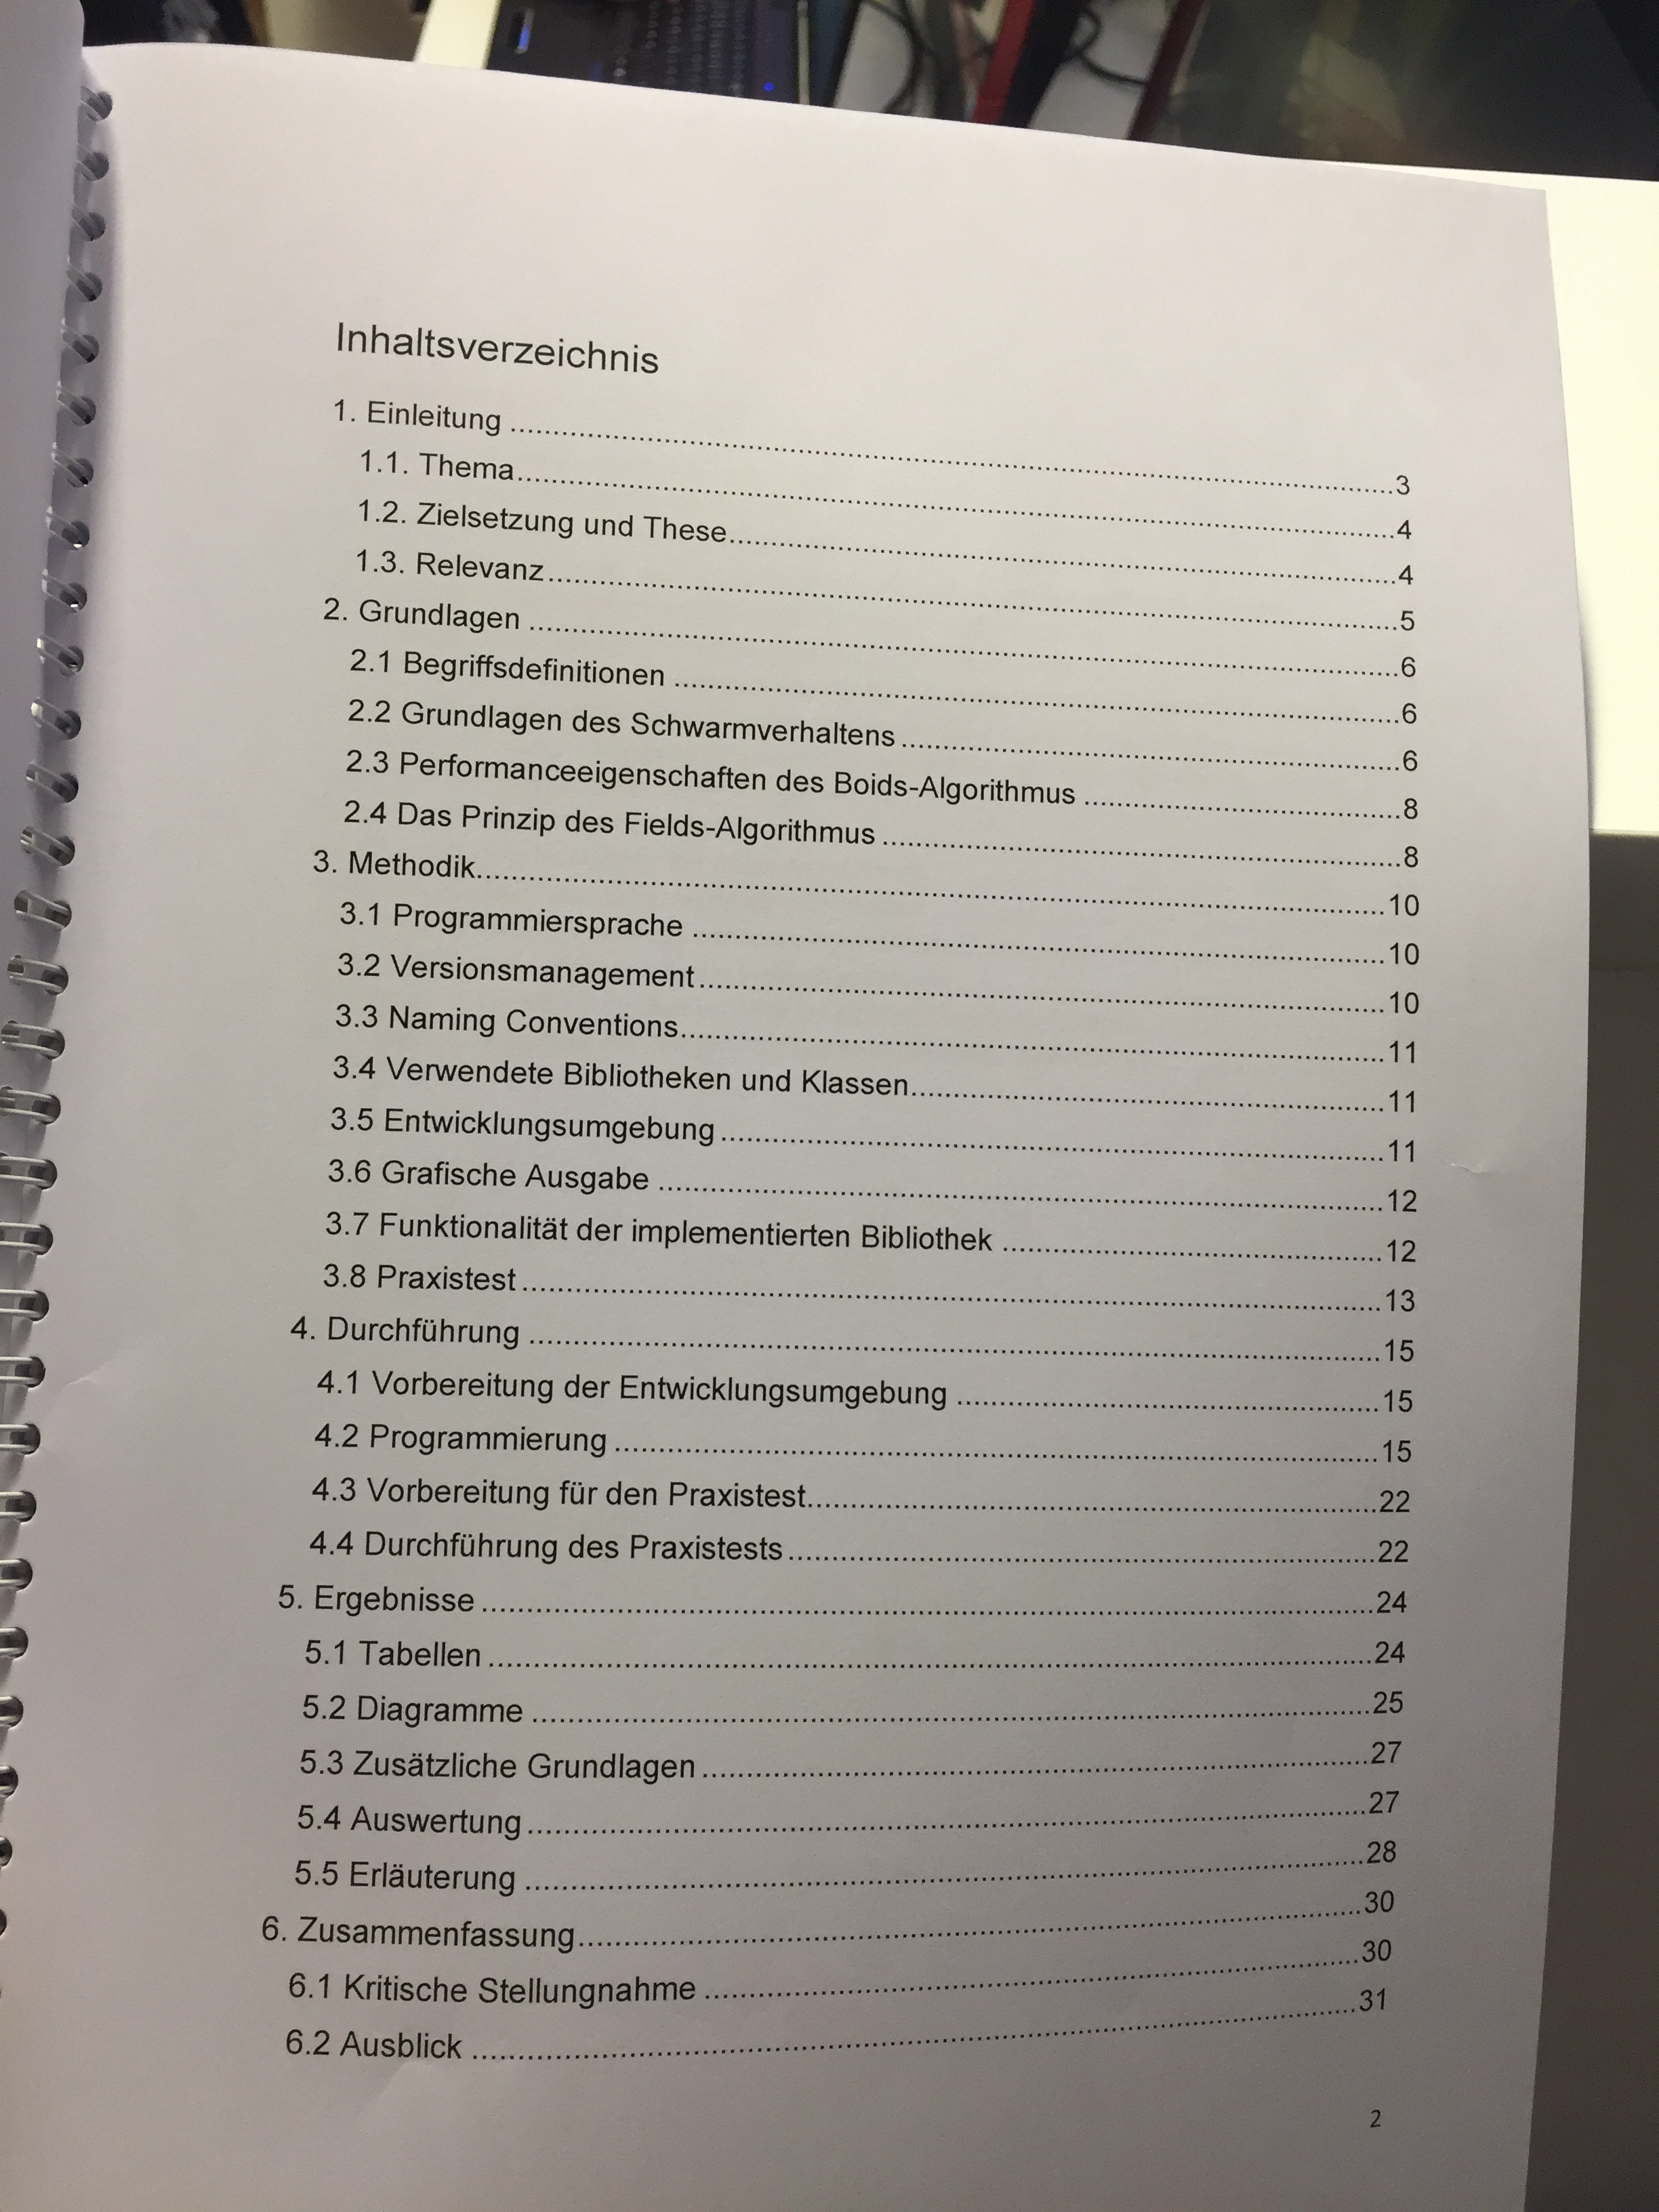 Inhaltsverzeichnis
1. Einleitung ........................................................................................................3
1.1. Thema........................................................................................................4
1.2. Zielsetzung und These................................................................................4
1.3. Relevanz.....................................................................................................5
2. Grundlagen .......................................................................................................6
2.1 Begriffsdefinitionen .....................................................................................6
2.2 Grundlagen des Schwarmverhaltens ...........................................................6
2.3 Performanceeigenschaften des Boids-Algorithmus .....................................8
2.4 Das Prinzip des Fields-Algorithmus .............................................................8
3. Methodik..........................................................................................................10
3.1 Programmiersprache .................................................................................10
3.2 Versionsmanagement.................................................................................10
3.3 Naming Conventions..................................................................................11
3.4 Verwendete Bibliotheken und Klassen........................................................11
3.5 Entwicklungsumgebung .............................................................................11
3.6 Grafische Ausgabe ....................................................................................12
3.7 Funktionalität der implementierten Bibliothek ............................................12
3.8 Praxistest ..................................................................................................13
4. Durchführung ...................................................................................................15
4.1 Vorbereitung der Entwicklungsumgebung ..................................................15
4.2 Programmierung ........................................................................................15
4.3 Vorbereitung für den Praxistest..................................................................22
4.4 Durchführung des Praxistests ....................................................................22
5. Ergebnisse .......................................................................................................24
5.1 Tabellen .....................................................................................................24
5.2 Diagramme ................................................................................................25
5.3 Zusätzliche Grundlagen .............................................................................27
5.4 Auswertung ................................................................................................27
5.5 Erläuterung ................................................................................................28
6. Zusammenfassung...........................................................................................30
6.1 Kritische Stellungnahme ............................................................................30
6.2 Ausblick .....................................................................................................31
2